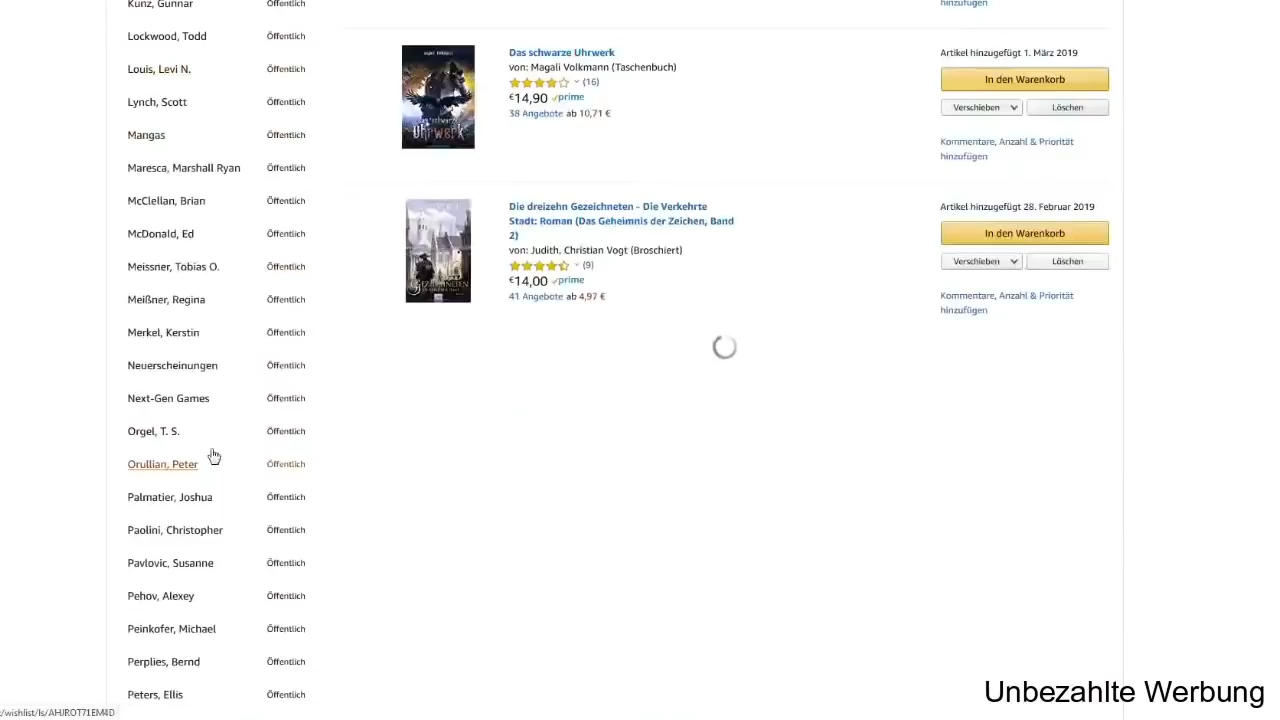 Kunz, Gunnar Öffentlich
Lockwood, Todd Öffentlich
Louis, Levi N. Öffentlich
Lynch, Scott Öffentlich
Mangas Öffentlich
Maresca, Marshall Ryan Öffentlich
McClellan, Brian Öffentlich
McDonald, Ed Öffentlich
Meissner, Tobias O. Öffentlich
Meißner, Regina Öffentlich
Merkel, Kerstin Öffentlich
Neuerscheinungen Öffentlich
Next-Gen Games Öffentlich
Orgel, T. S. Öffentlich
Orullian, Peter Öffentlich
Palmatier, Joshua Öffentlich
Paolini, Christopher Öffentlich
Pavlovic, Susanne Öffentlich
Pehov, Alexey Öffentlich
Peinkofer, Michael Öffentlich
Perplies, Bernd Öffentlich
Peters, Ellis Öffentlich
hinzufügen
Das schwarze Uhrwerk
von: Magali Volkmann (Taschenbuch)
(16)
€14,90 prime
38 Angebote ab 10,71 €
Artikel hinzugefügt 1. März 2019
In den Warenkorb
Verschieben Löschen
Kommentare, Anzahl & Priorität
hinzufügen
Uhrwerk
Die dreizehn Gezeichneten - Die Verkehrte
Stadt: Roman (Das Geheimnis der Zeichen, Band
2)
von: Judith, Christian Vogt (Broschiert)
(9)
€14,00 prime
41 Angebote ab 4,97 €
Artikel hinzugefügt 28. Februar 2019
In den Warenkorb
Verschieben Löschen
Kommentare, Anzahl & Priorität
hinzufügen
Unbezahlte Werbung
/wishlist/ls/AHJROT71EM4D